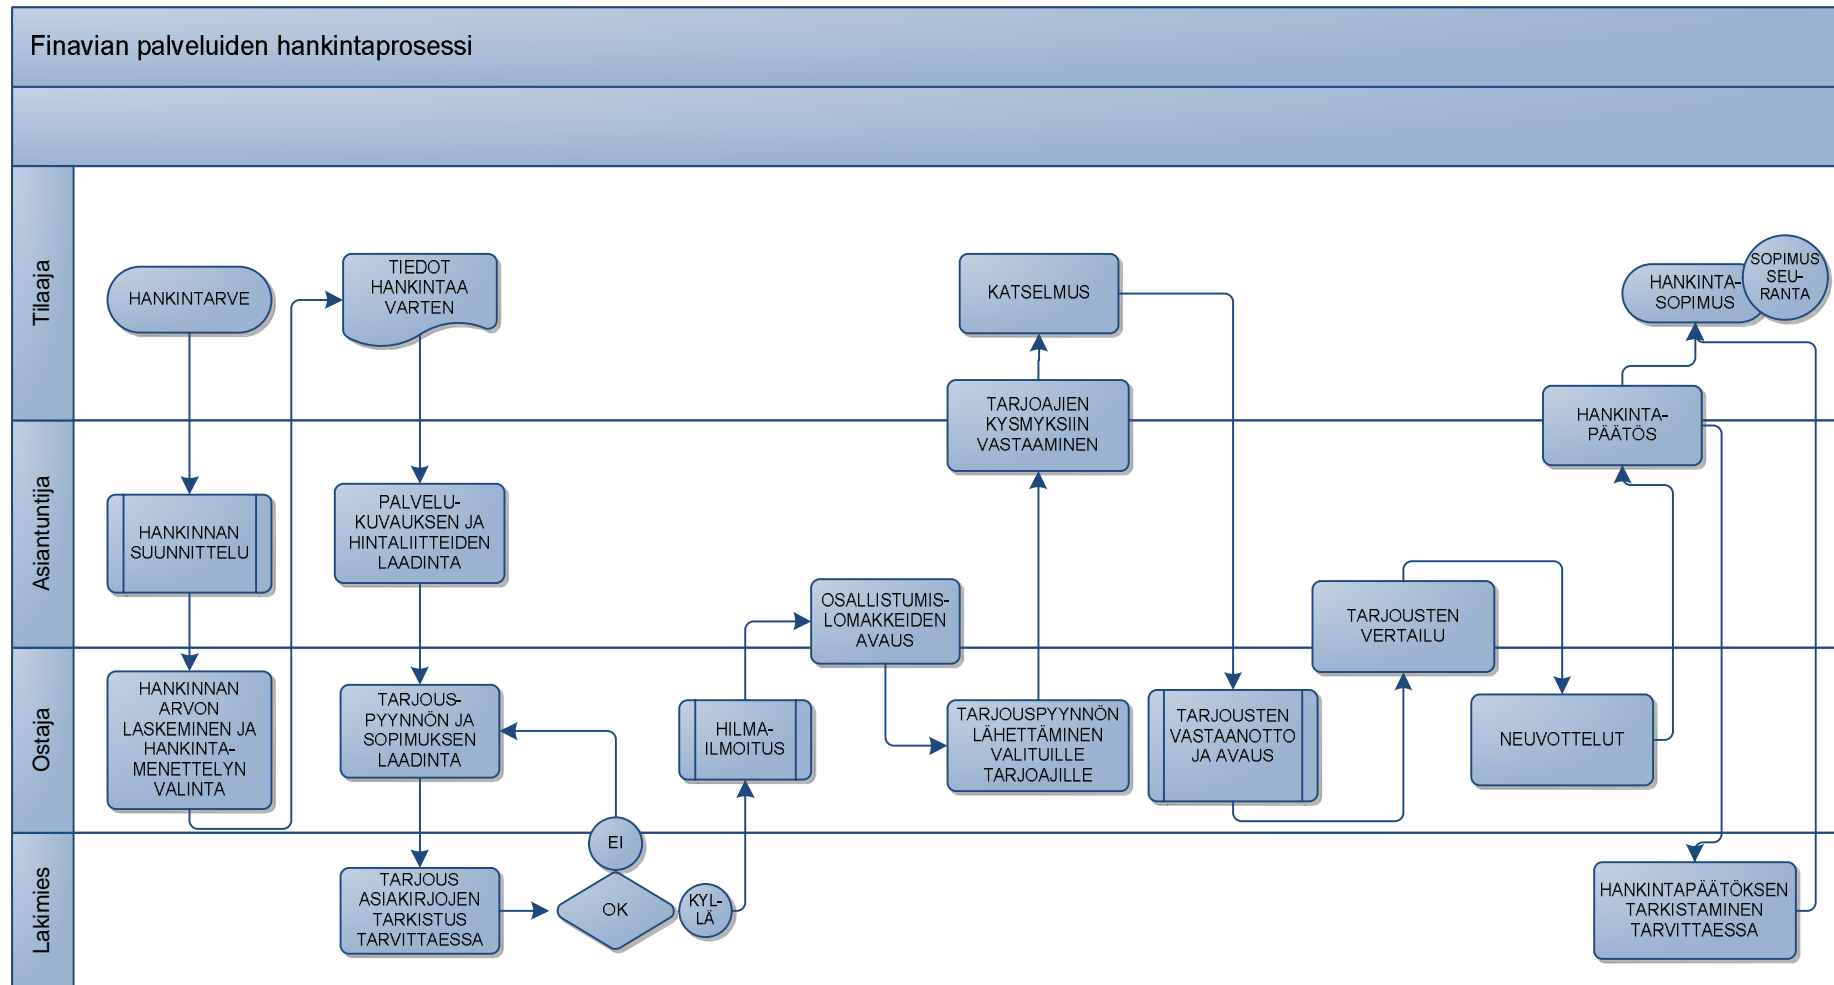 Finavian palveluiden hankintaprosessi
Tilaaja
HANKINTARVE
TIEDOT
HANKINTAA
VARTEN
KATSELMUS
HANKINTA-
SOPIMUS
SOPIMUS
SEU-
RANTA
TARJOAJIEN
KYSMYKSIIN
VASTAAMINEN
HANKINTA-
PÄÄTÖS
Asiantuntija
HANKINNAN
SUUNNITTELU
PALVELU-
KUVAUKSEN JA
HINTALIITTEIDEN
LAADINTA
OSALLISTUMIS-
LOMAKKEIDEN
AVAUS
TARJOUSTEN
VERTAILU
Ostaja
HANKINNAN
ARVON
LASKEMINEN JA
HANKINTA-
MENETTELYN
VALINTA
TARJOUS-
PYYNNÖN JA
SOPIMUKSEN
LAADINTA
HILMA-
ILMOITUS
TARJOUSPYYNNÖN
LÄHETTÄMINEN
VALITUILLE
TARJOAJILLE
TARJOUSTEN
VASTAANOTTO
JA AVAUS
NEUVOTTELUT
Lakimies
TARJOUS
ASIAKIRJOJEN
TARKISTUS
TARVITTAESSA
EI
OK
KYL-
LÄ
HANKINTAPÄÄTÖKSEN
TARKISTAMINEN
TARVITTAESSA